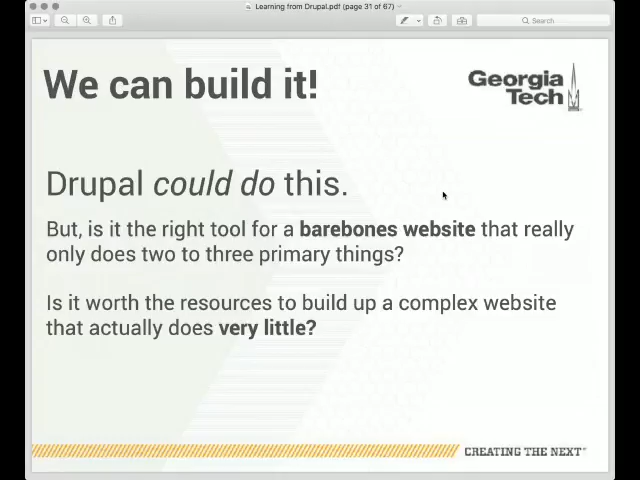 Learning from Drupal.pdf (page 31 of 67)
Search
We can build it!
Georgia
Tech
Drupal could do this.
But, is it the right tool for a barebones website that really
only does two to three primary things?
Is it worth the resources to build up a complex website
that actually does very little?
CREATING THE NEXT